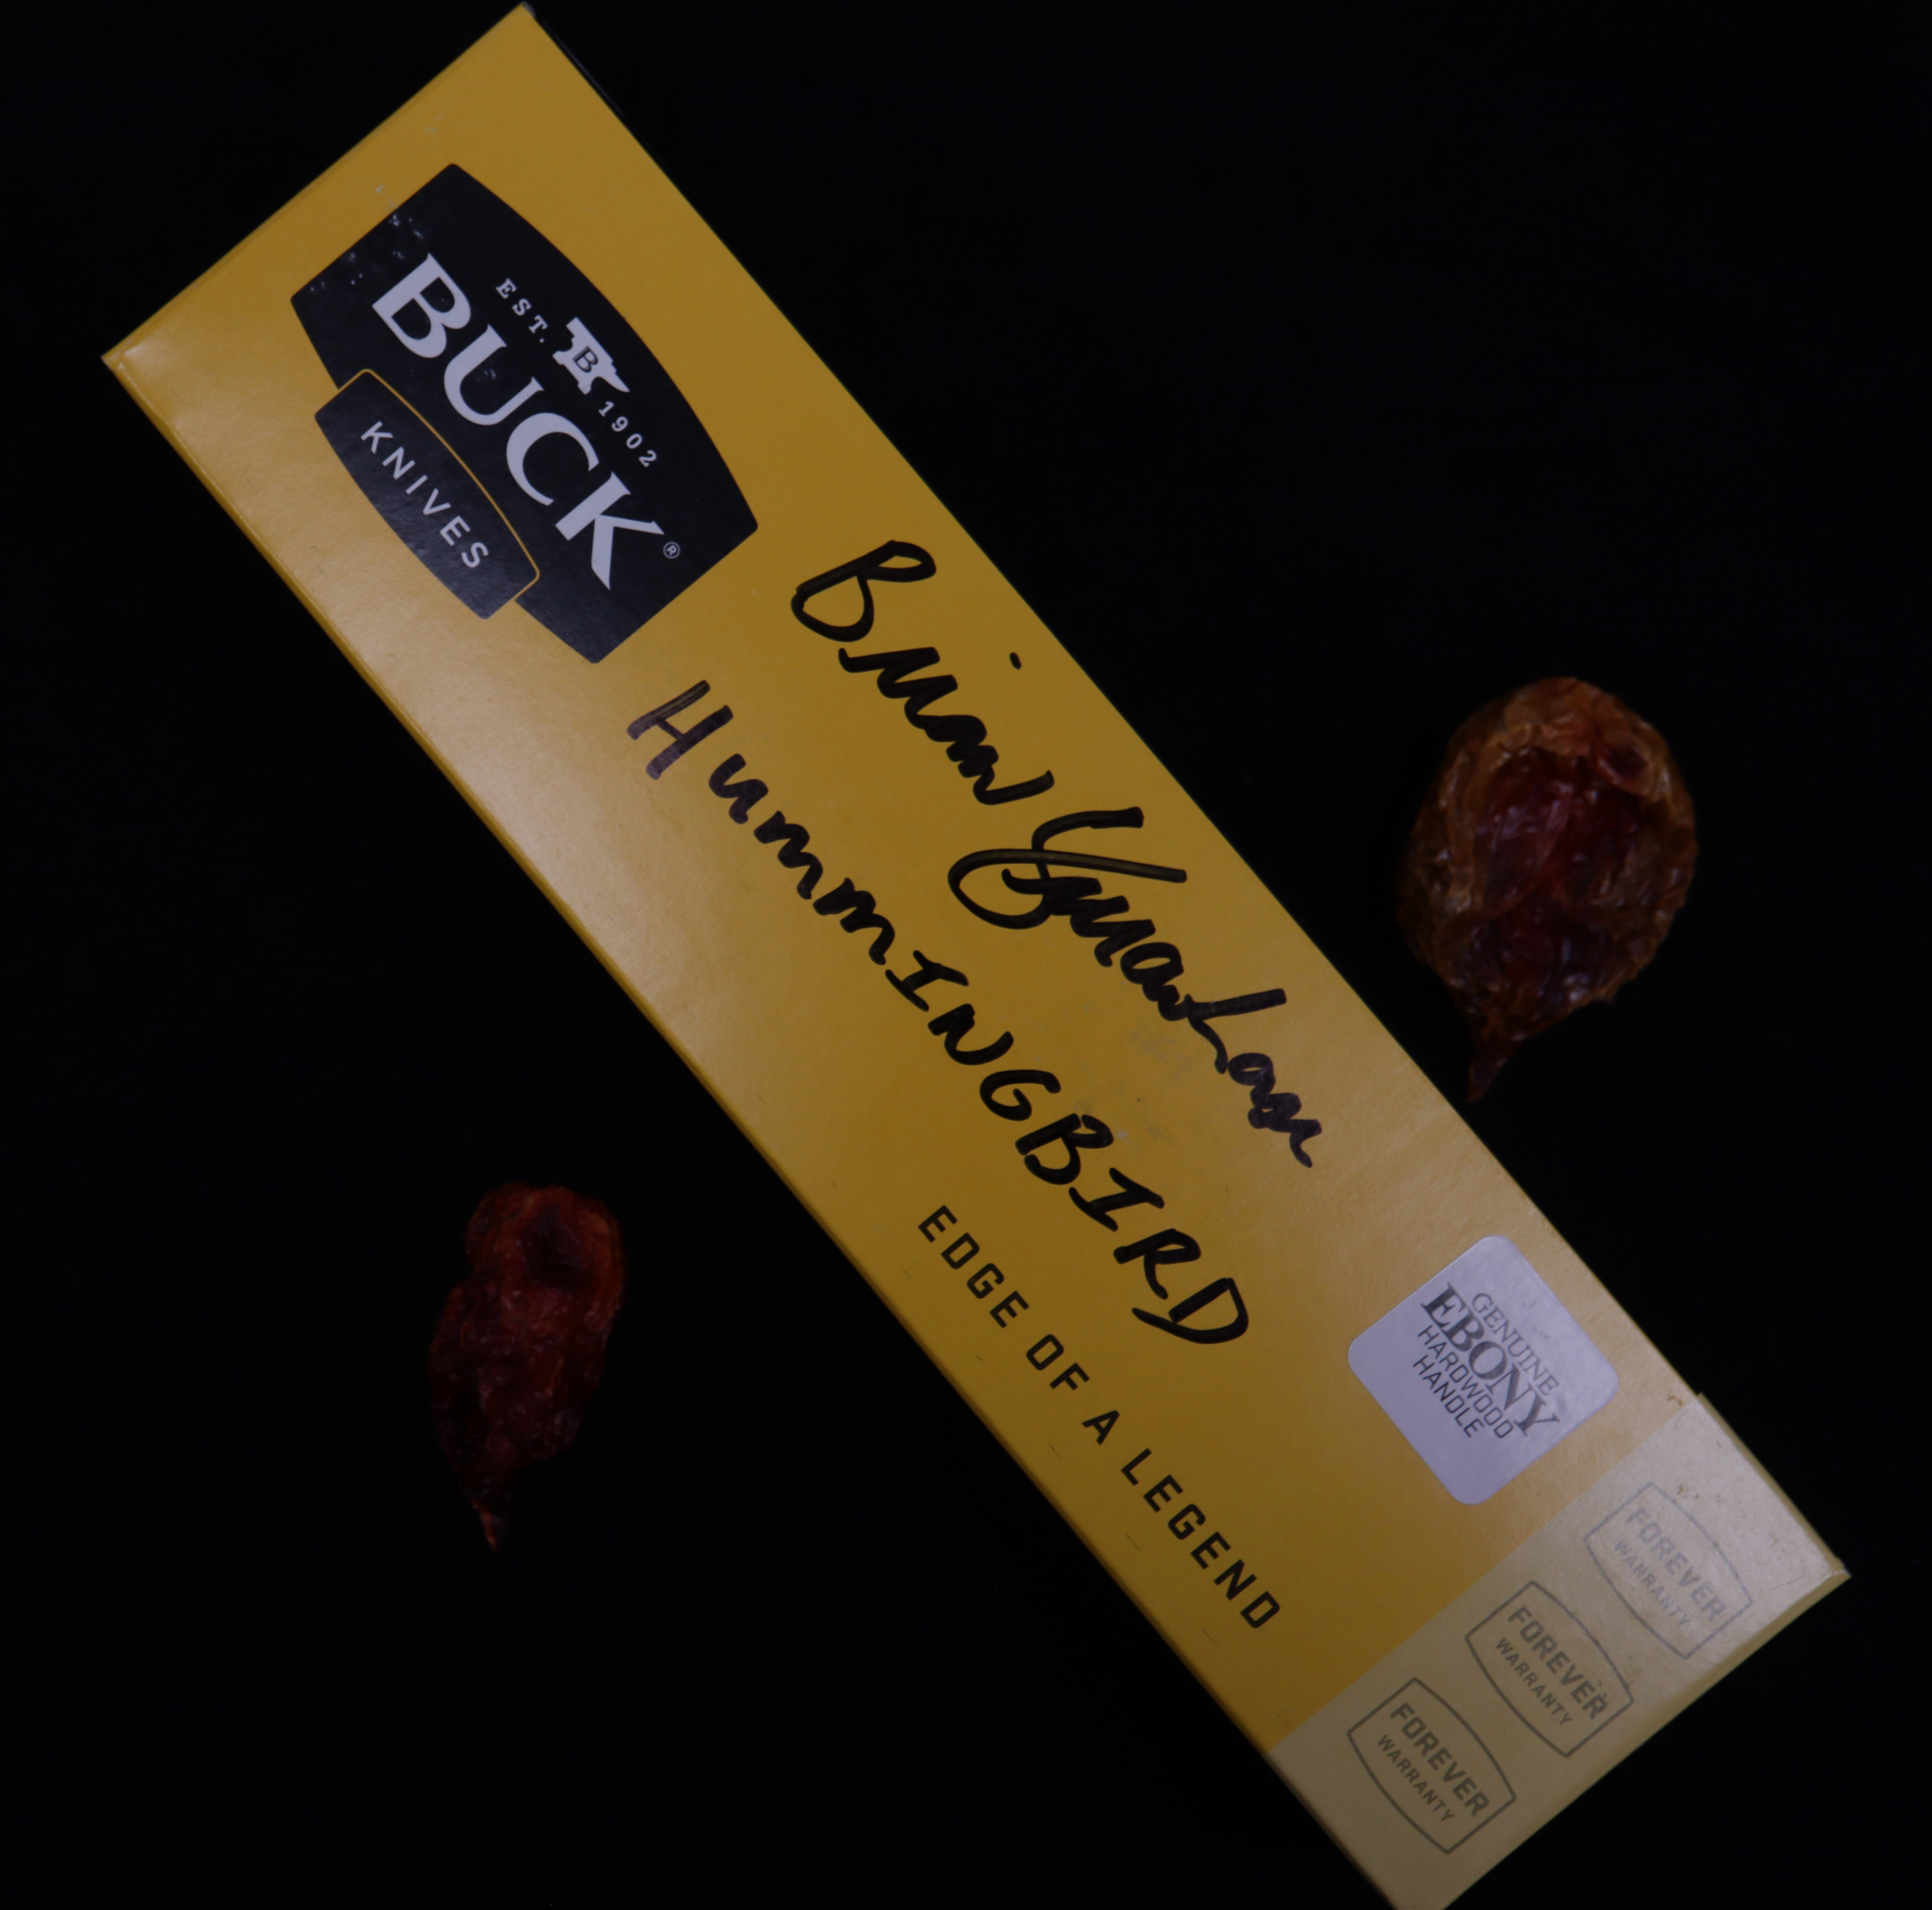 EST. B 1902
BUCK®
KNIVES
Brian
HummINGBIRD
EDGE OF A LEGEND
GENUINE
EBONY
HARDWOOD
HANDLE
FOREVER
WARRANTY
FOREVER
WARRANTY
FOREVER
WARRANTY